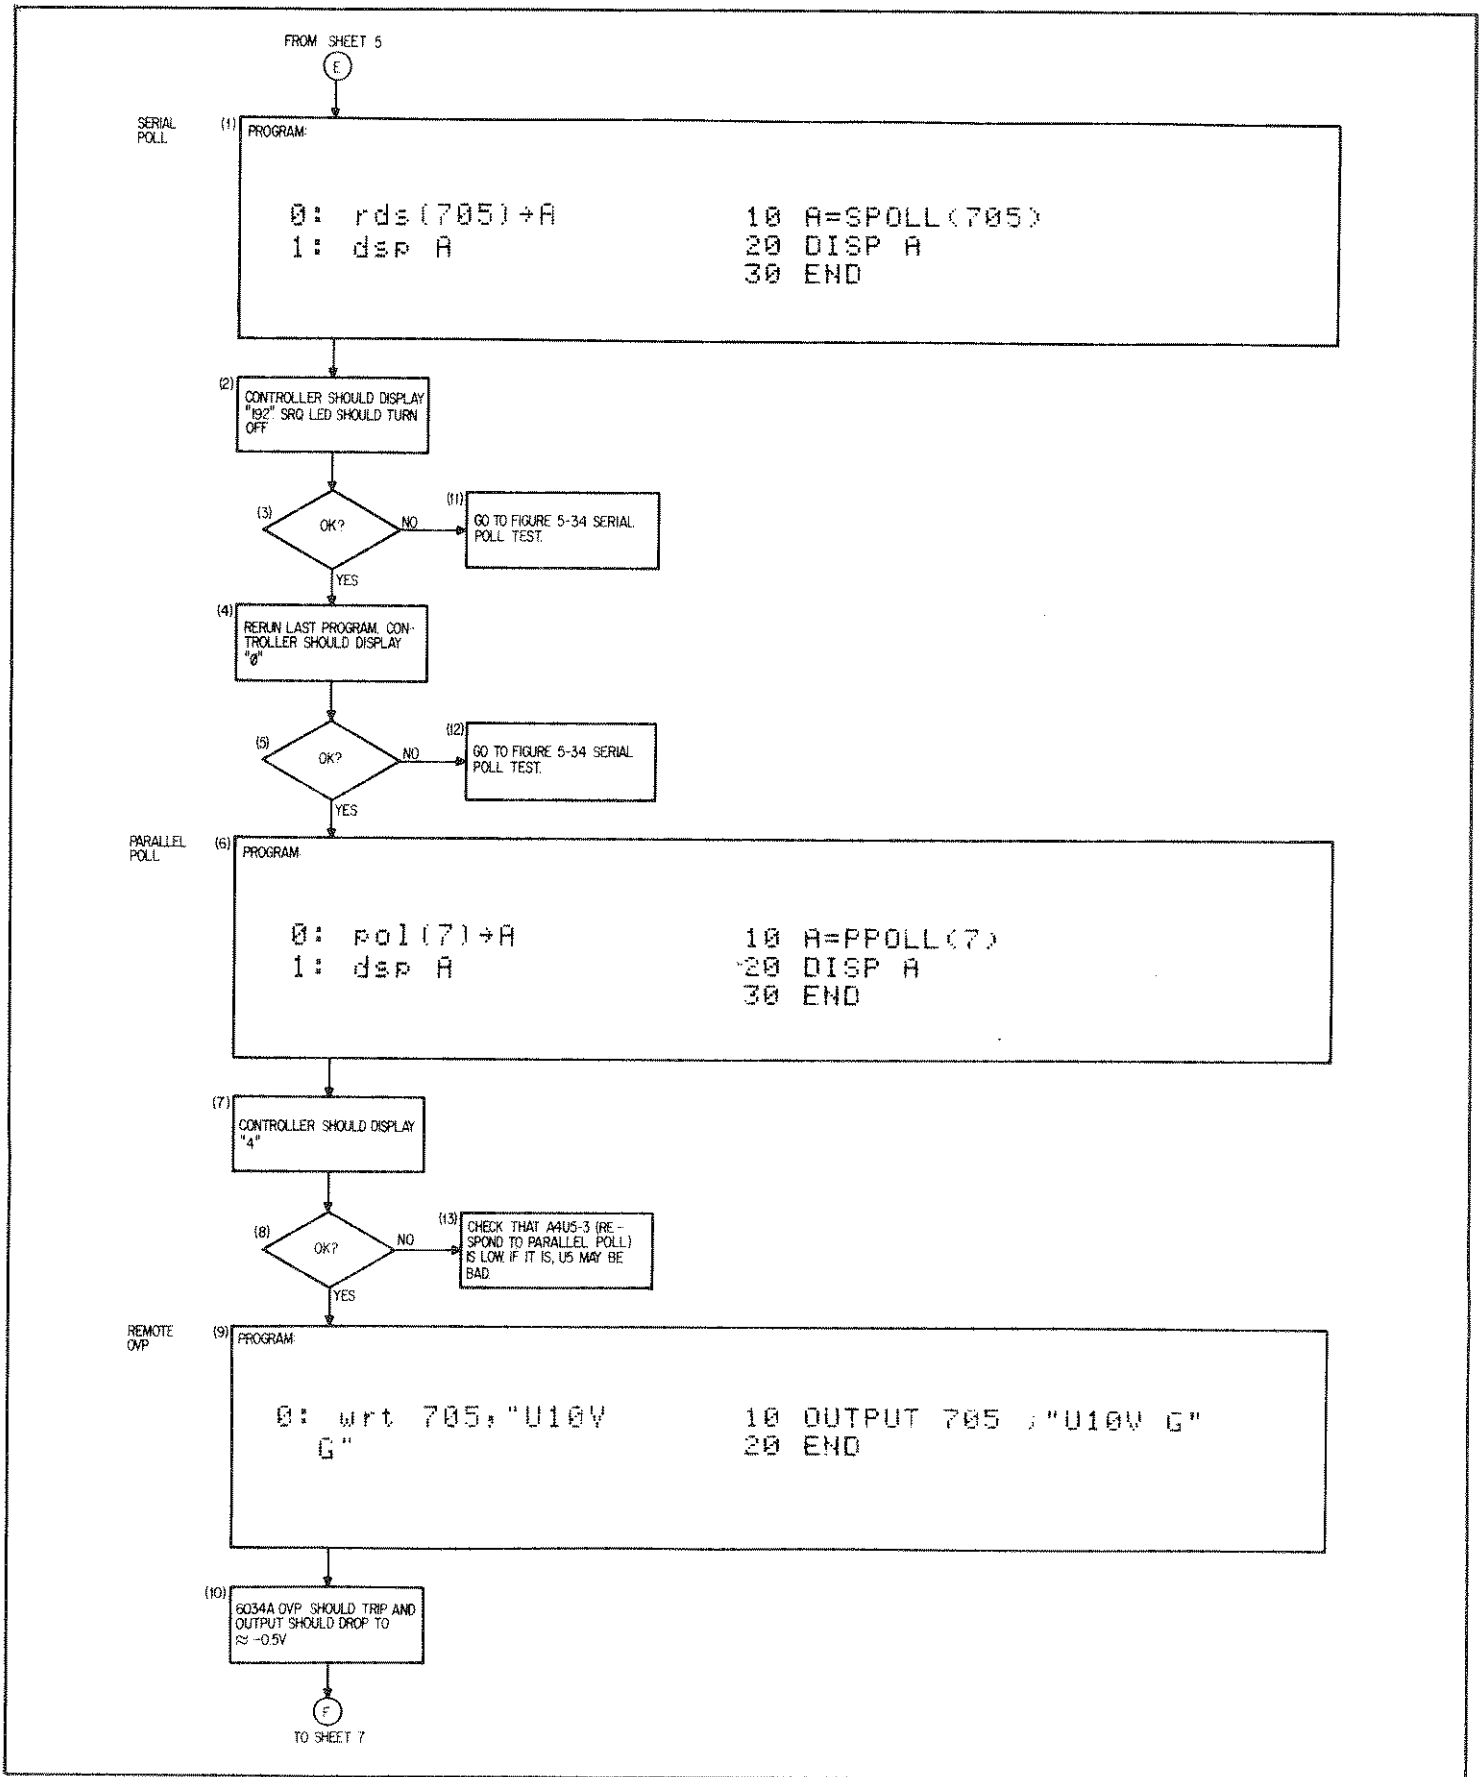 FROM SHEET 5
E
SERIAL
POLL
(1)
PROGRAM:
0: rds(705)→A
1: dsp A
10 A=SPOLL(705)
20 DISP A
30 END
(2)
CONTROLLER SHOULD DISPLAY
"192". SRQ LED SHOULD TURN
OFF
(3)
OK?
NO
(11)
GO TO FIGURE 5-34 SERIAL
POLL TEST.
YES
(4)
RERUN LAST PROGRAM. CON-
TROLLER SHOULD DISPLAY
"0"
(5)
OK?
NO
(12)
GO TO FIGURE 5-34 SERIAL
POLL TEST.
YES
PARALLEL
POLL
(6)
PROGRAM:
0: pol(7)→A
1: dsp A
10 A=PPOLL(7)
20 DISP A
30 END
(7)
CONTROLLER SHOULD DISPLAY
"4"
(8)
OK?
NO
(13)
CHECK THAT A4U5-3 (RE-
SPOND TO PARALLEL POLL)
IS LOW. IF IT IS, U5 MAY BE
BAD.
YES
REMOTE
OVP
(9)
PROGRAM:
0: wrt 705,"U10V
G"
10 OUTPUT 705 ;"U10V G"
20 END
(10)
6034A OVP SHOULD TRIP AND
OUTPUT SHOULD DROP TO
≈ -0.5V
F
TO SHEET 7